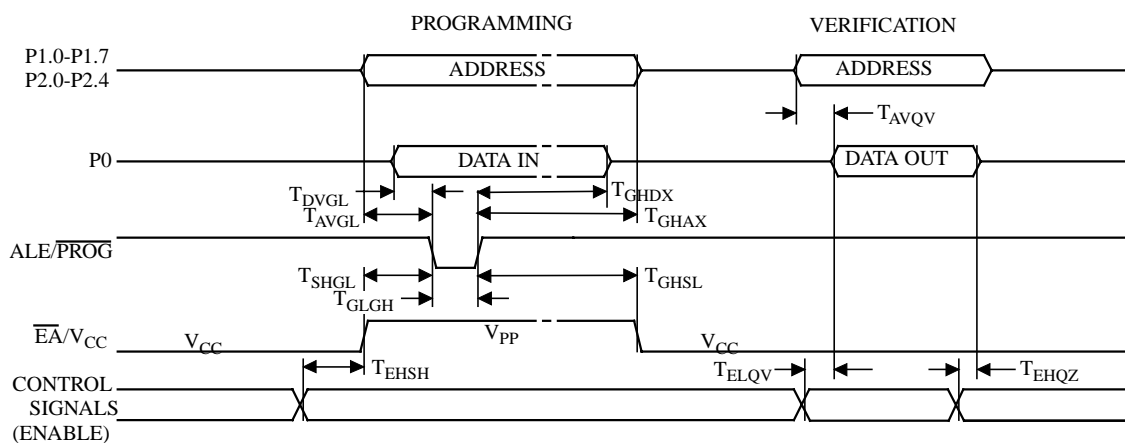 PROGRAMMING
VERIFICATION
P1.0-P1.7
P2.0-P2.4
ADDRESS
ADDRESS
TAVQV
P0
DATA IN
DATA OUT
TDVGL
TGHDX
TAVGL
TGHAX
ALE/PROG
TSHGL
TGHSL
TGLGH
EA/VCC
VCC
VPP
VCC
TEHSH
TELQV
TEHQZ
CONTROL
SIGNALS
(ENABLE)